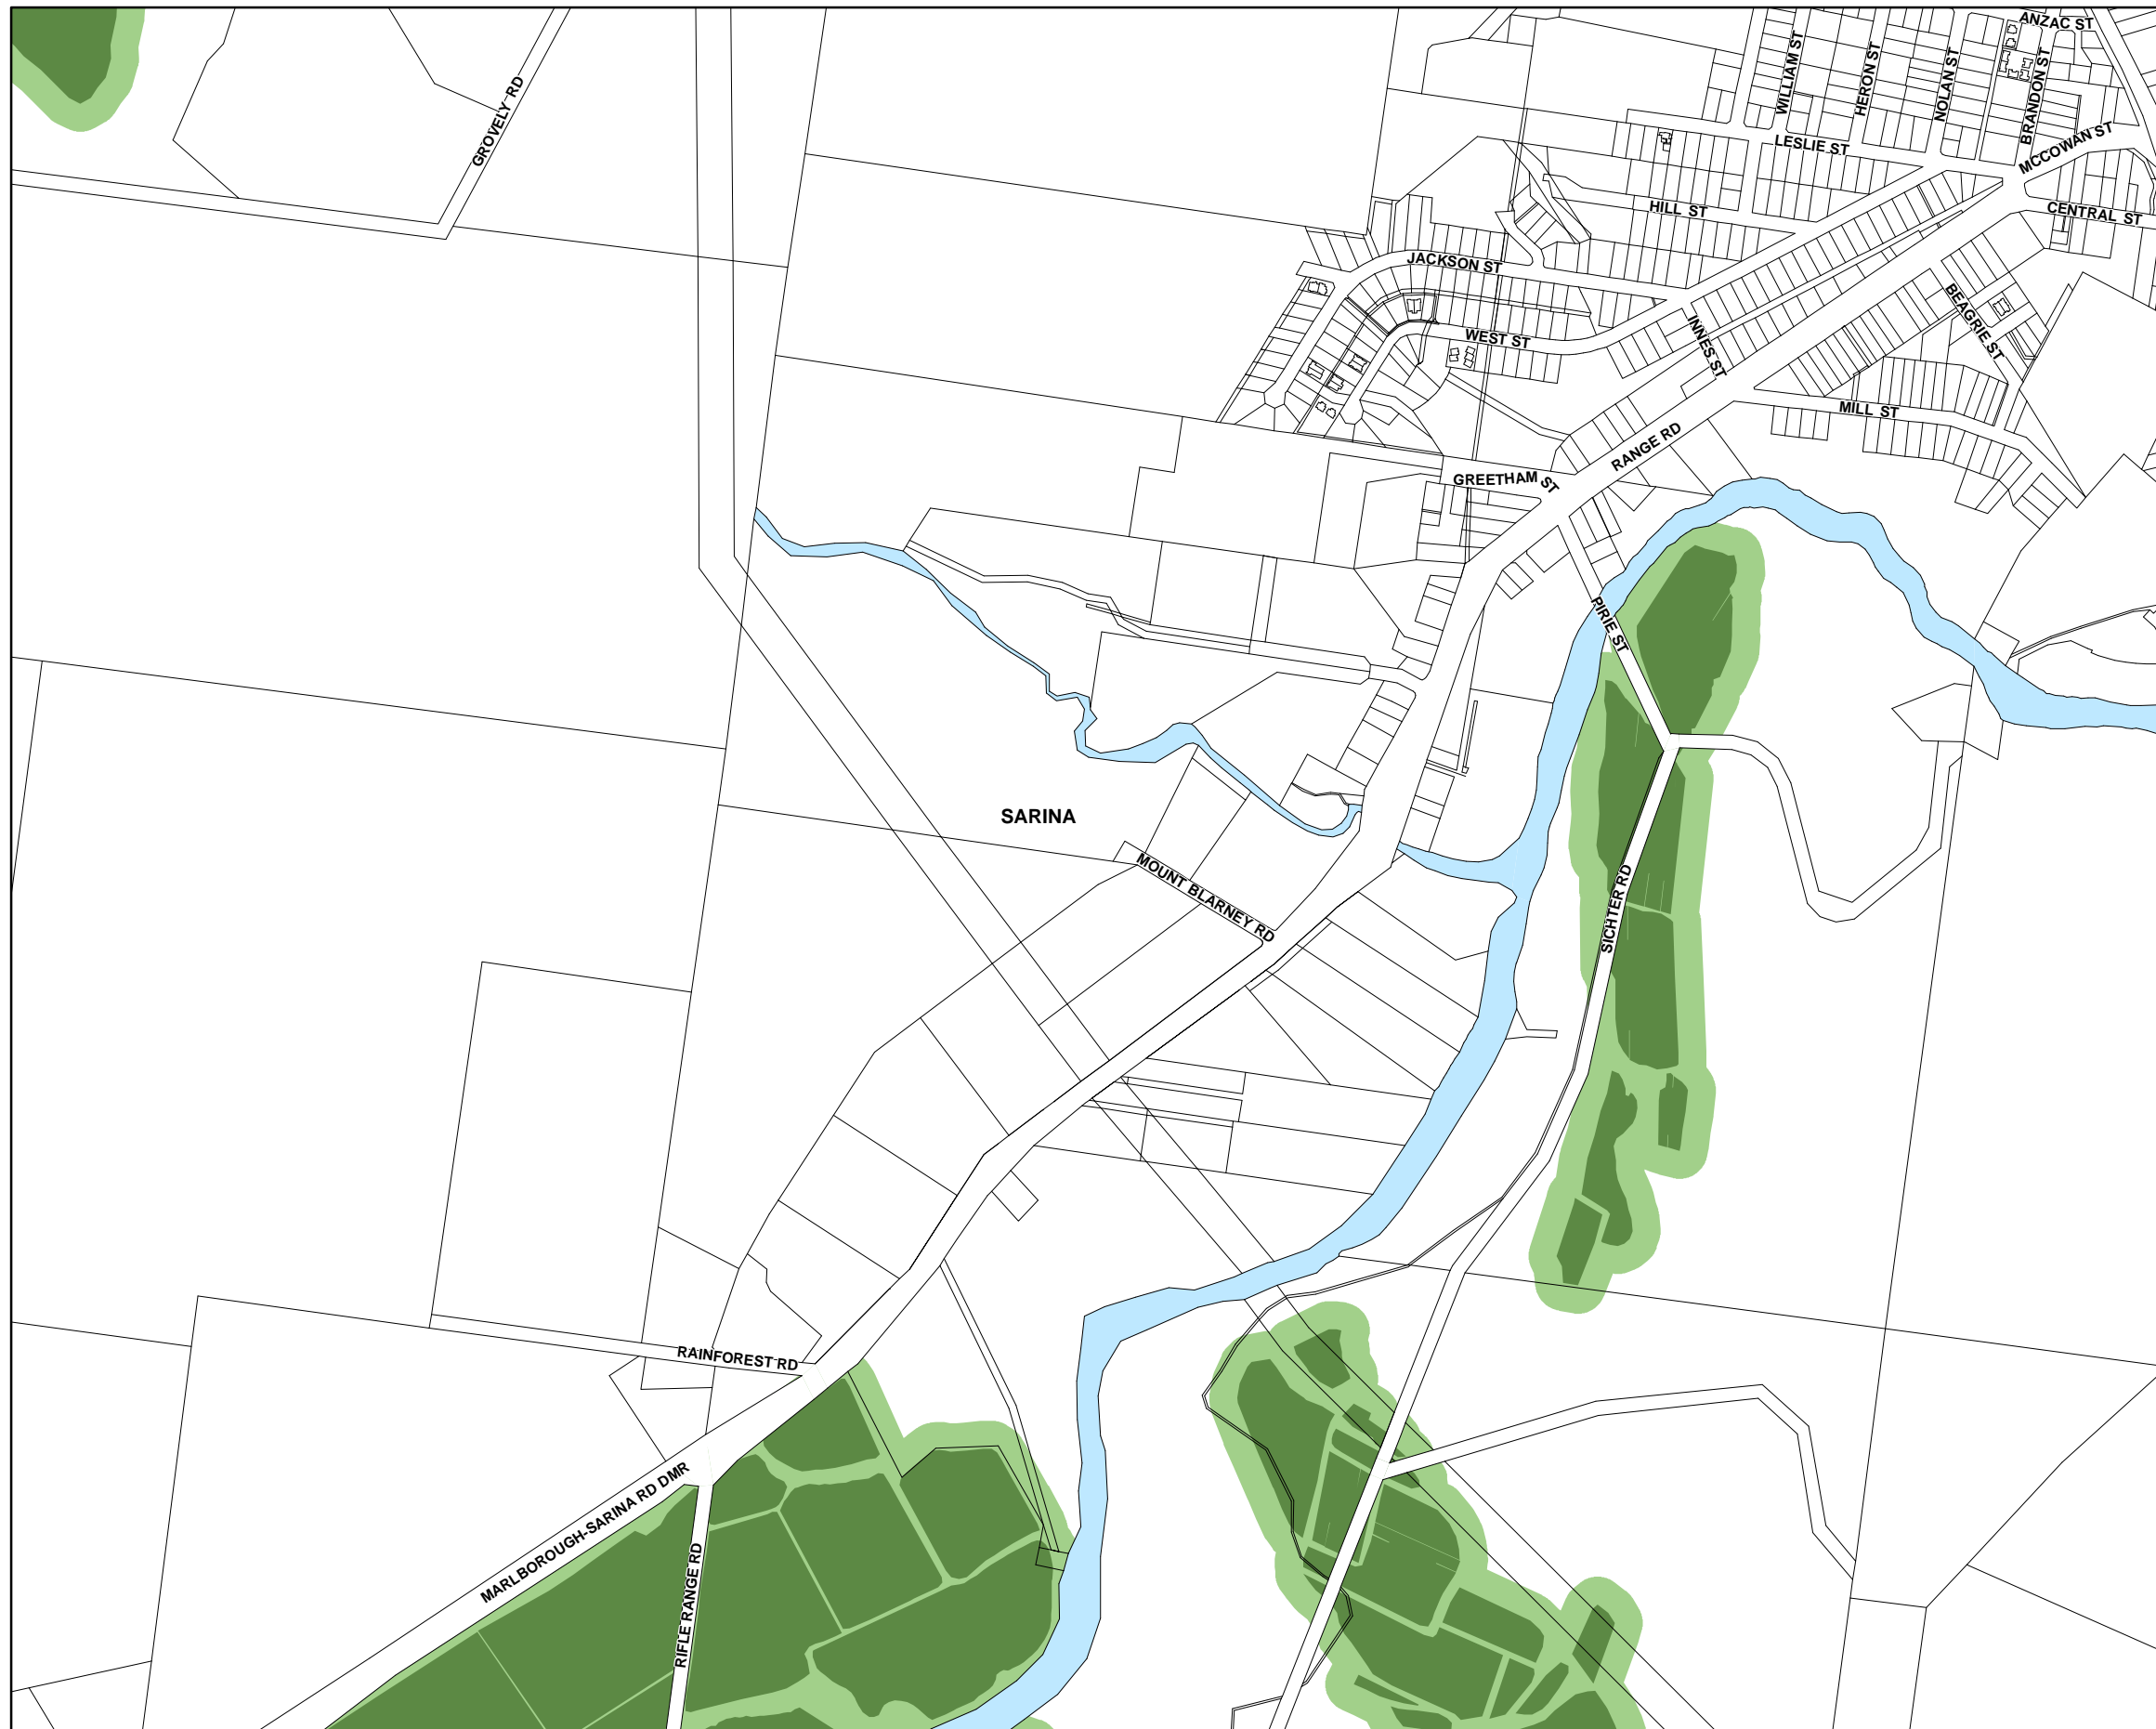 ANZAC ST
WILLIAM ST
HERON ST
NOLAN ST
BRANDON ST
GROVELY RD
LESLIE ST
MCCOWAN ST
HILL ST
CENTRAL ST
JACKSON ST
WEST ST
INNES ST
BEAGRIE ST
MILL ST
RANGE RD
GREETHAM ST
PIRIE ST
SARINA
MOUNT BLARNEY RD
SICHTER RD
RAINFOREST RD
MARLBOROUGH-SARINA RD DMR
RIFLE RANGE RD